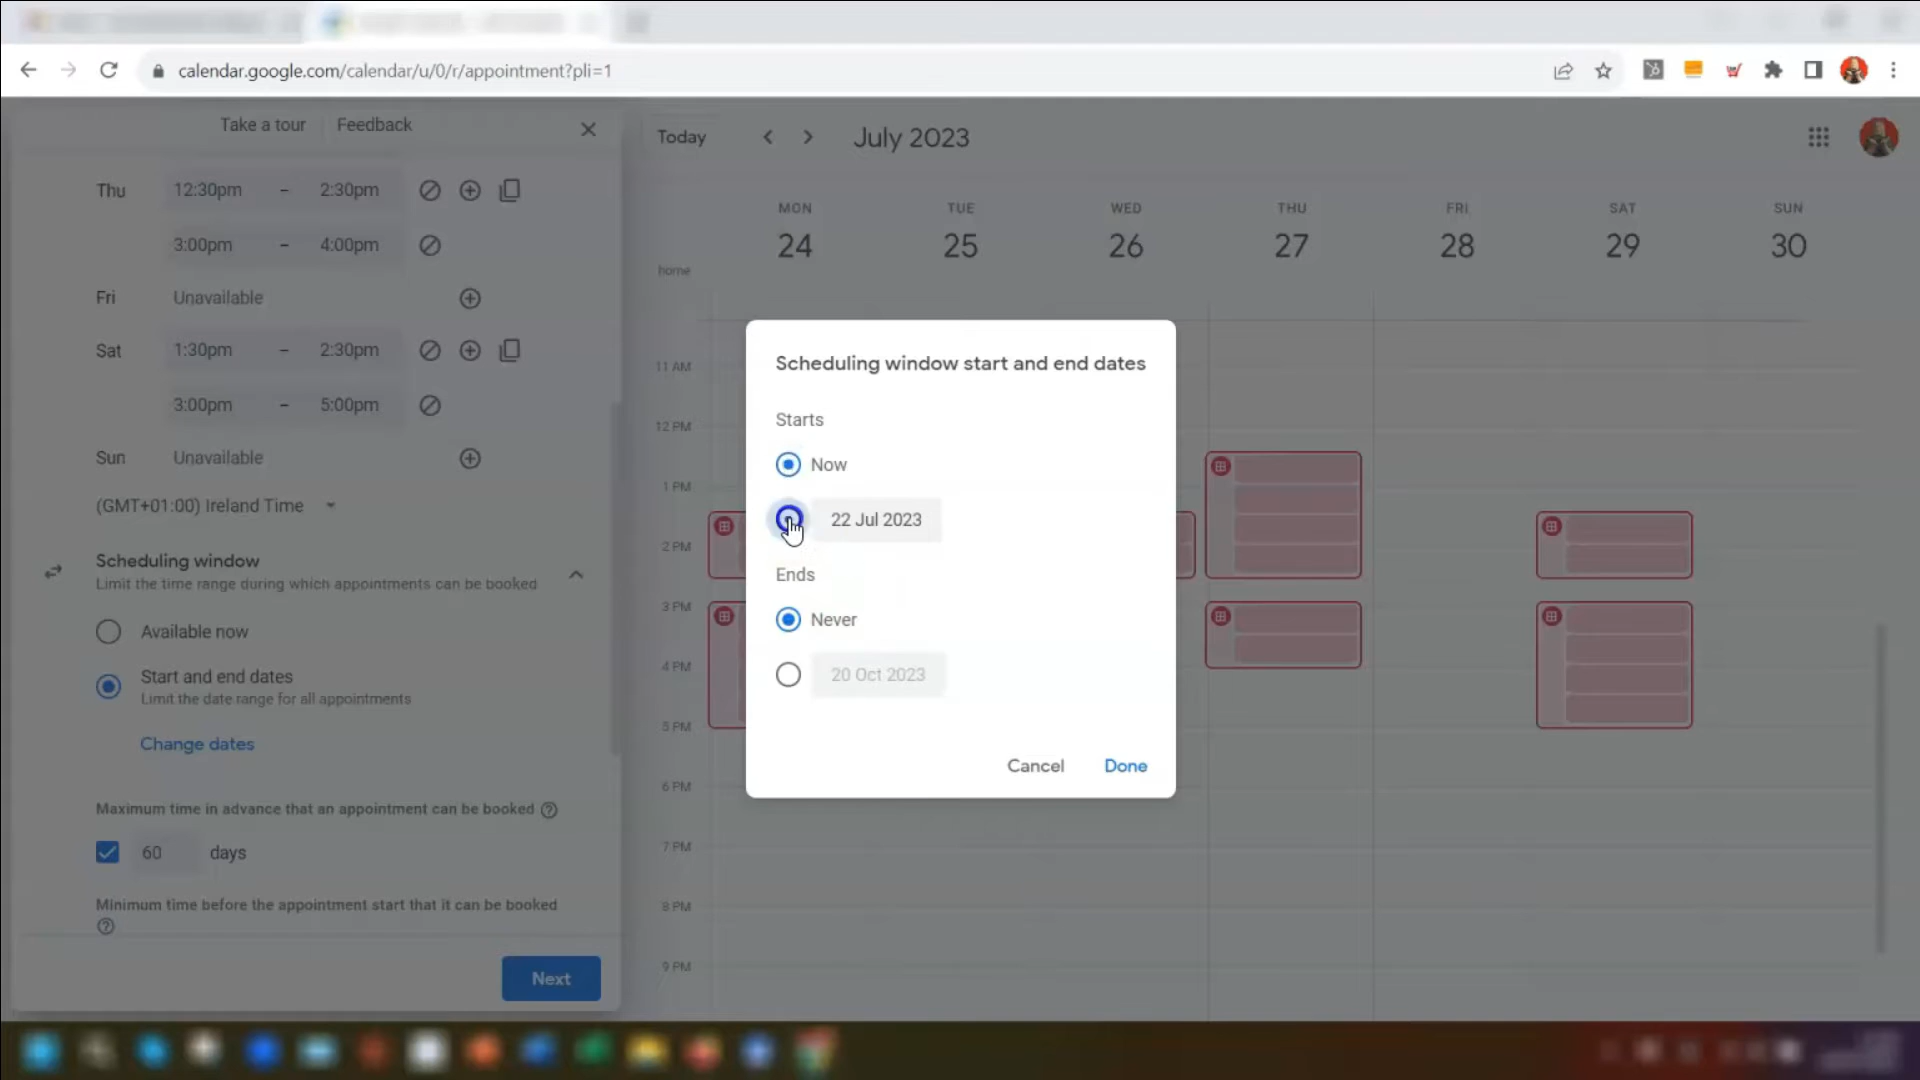 calendar.google.com/calendar/u/0/r/appointment?pli=1
Take a tour
Feedback
Thu
12:30pm
–
2:30pm
3:00pm
–
4:00pm
Fri
Unavailable
Sat
1:30pm
–
2:30pm
3:00pm
–
5:00pm
Sun
Unavailable
(GMT+01:00) Ireland Time
Scheduling window
Limit the time range during which appointments can be booked
Available now
Start and end dates
Limit the date range for all appointments
Change dates
Maximum time in advance that an appointment can be booked
60
days
Minimum time before the appointment start that it can be booked
Next
Today
July 2023
MON
TUE
WED
THU
FRI
SAT
SUN
24
25
26
27
28
29
30
home
11 AM
12 PM
1 PM
2 PM
3 PM
4 PM
5 PM
6 PM
7 PM
8 PM
9 PM
Scheduling window start and end dates
Starts
Now
22 Jul 2023
Ends
Never
20 Oct 2023
Cancel
Done